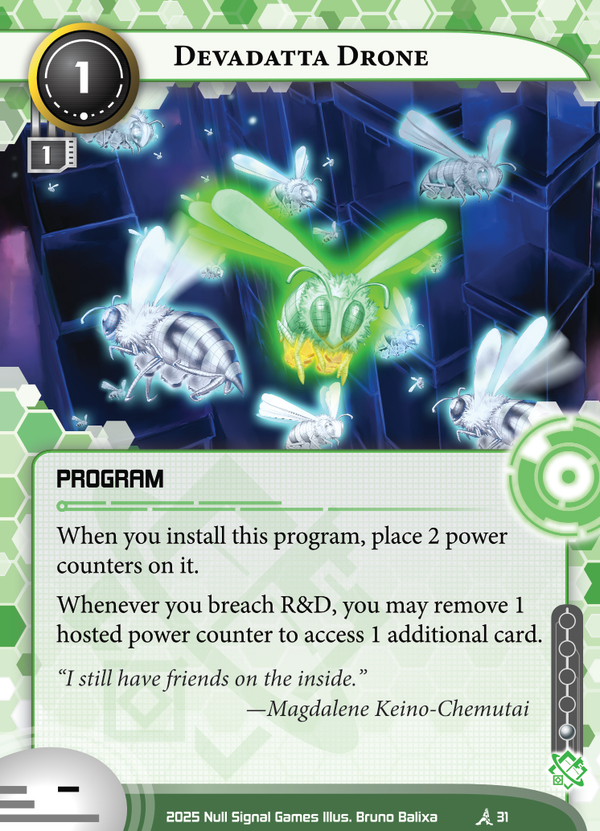 1
Devadatta Drone
1
PROGRAM
When you install this program, place 2 power
counters on it.
Whenever you breach R&D, you may remove 1
hosted power counter to access 1 additional card.
“I still have friends on the inside.”
—Magdalene Keino-Chemutai
2025 Null Signal Games Illus. Bruno Balixa 31